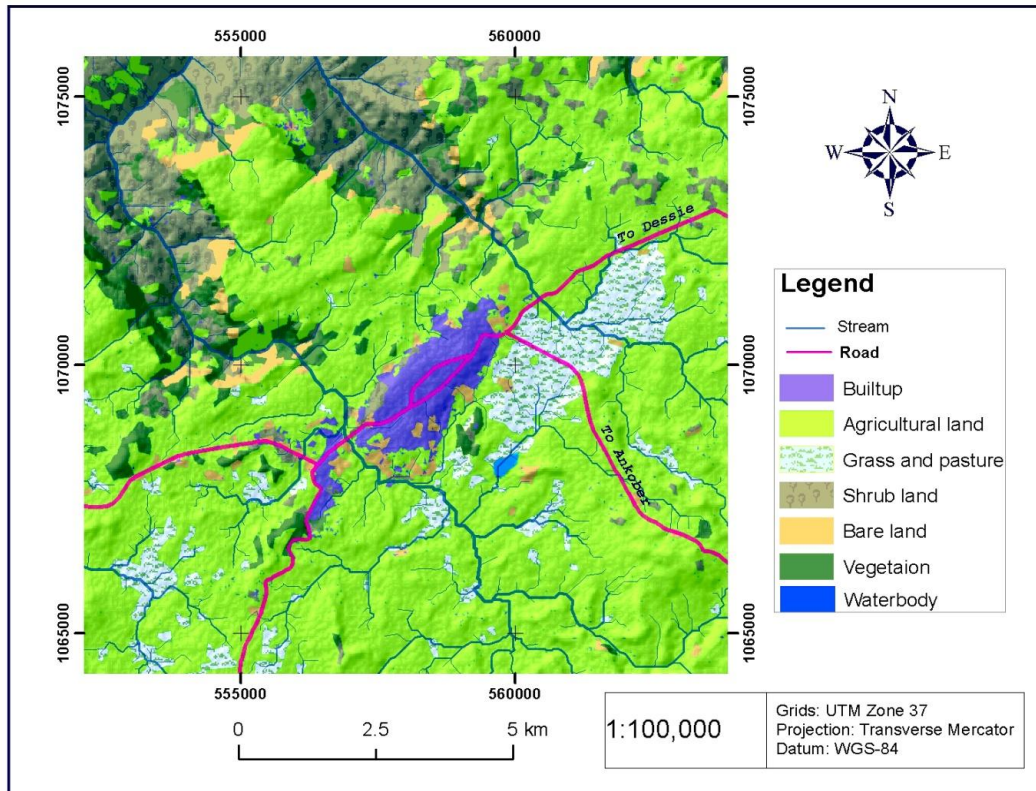 555000
560000
1075000
1075000
N
W
E
S
To Dessie
1070000
1070000
To Ankober
Legend
Stream
Road
Builtup
Agricultural land
Grass and pasture
Shrub land
Bare land
Vegetaion
Waterbody
1065000
1065000
555000
560000
0 2.5 5 km
1:100,000
Grids: UTM Zone 37
Projection: Transverse Mercator
Datum: WGS-84